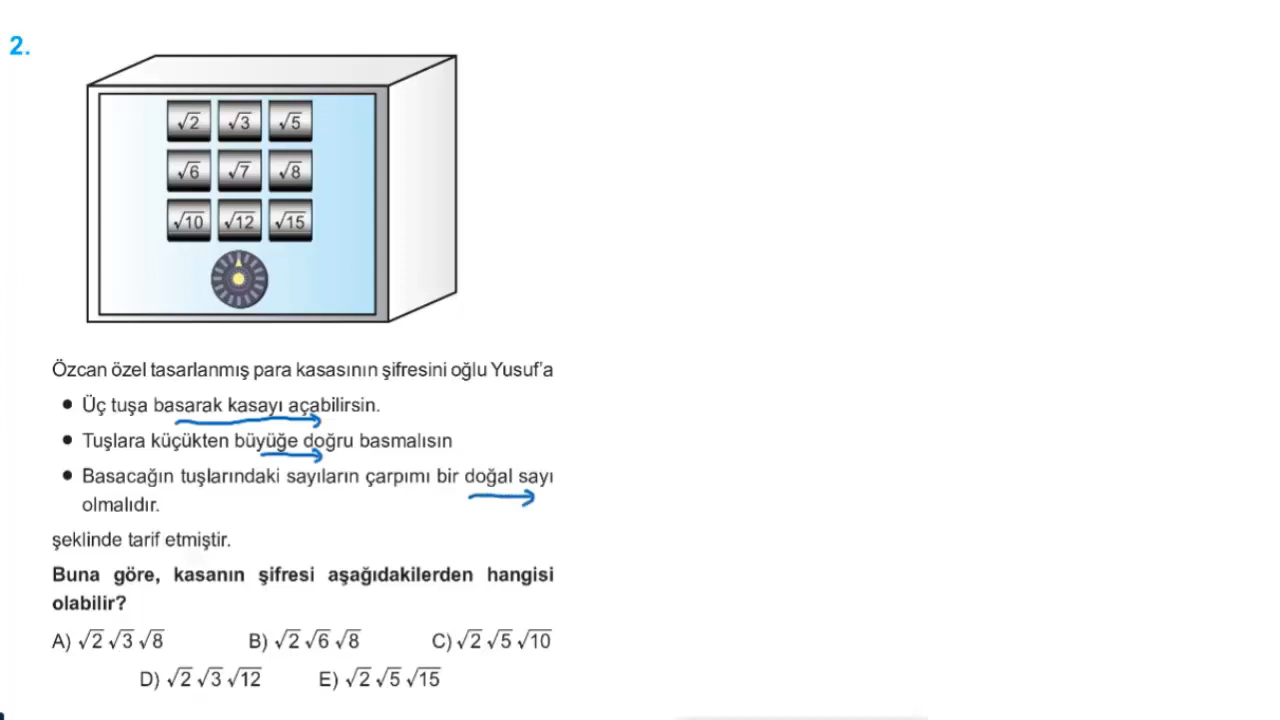 2.
√2 √3 √5
√6 √7 √8
√10 √12 √15
Özcan özel tasarlanmış para kasasının şifresini oğlu Yusuf'a
● Üç tuşa basarak kasayı açabilirsin.
● Tuşlara küçükten büyüğe doğru basmalısın
● Basacağın tuşlarındaki sayıların çarpımı bir doğal sayı
olmalıdır.
şeklinde tarif etmiştir.
Buna göre, kasanın şifresi aşağıdakilerden hangisi
olabilir?
A) √2 √3 √8 B) √2 √6 √8 C) √2 √5 √10
D) √2 √3 √12 E) √2 √5 √15